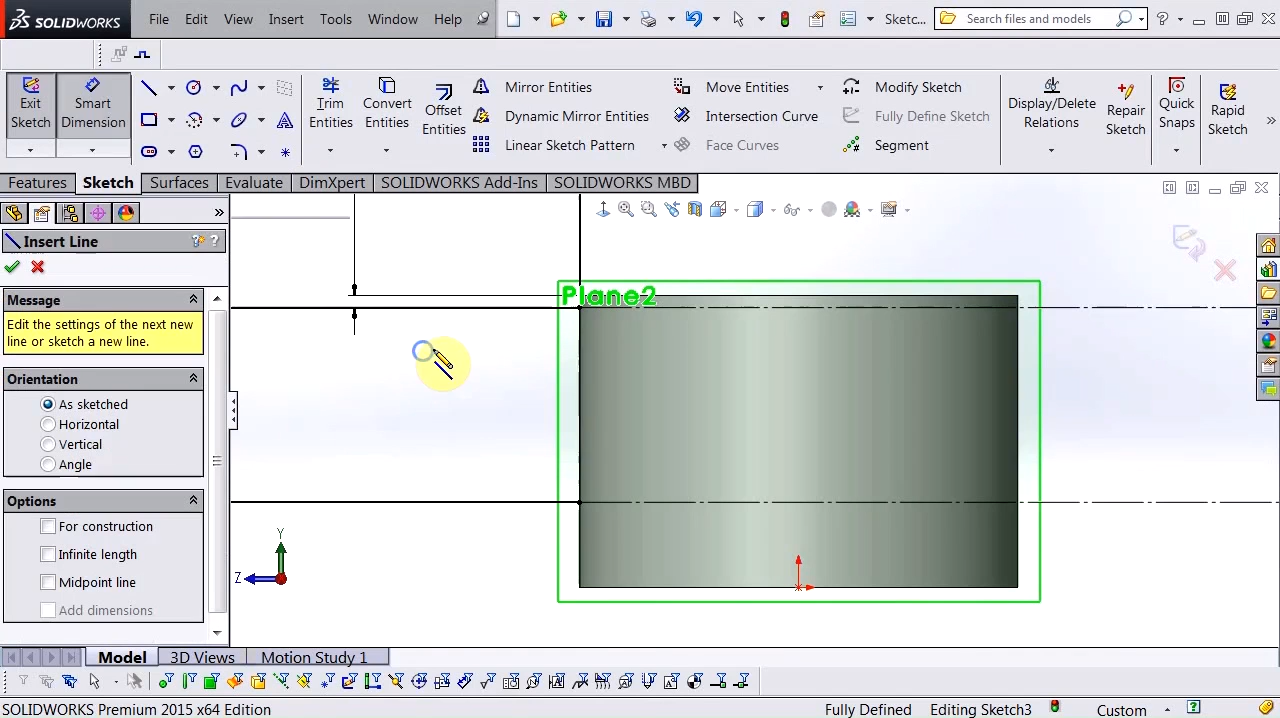 SOLIDWORKS File Edit View Insert Tools Window Help Sketc... Search files and models
Exit Sketch Smart Dimension Trim Entities Convert Entities Offset Entities Mirror Entities Move Entities Modify Sketch Display/Delete Relations Repair Sketch Quick Snaps Rapid Sketch
Dynamic Mirror Entities Intersection Curve Fully Define Sketch
Linear Sketch Pattern Face Curves Segment
Features Sketch Surfaces Evaluate DimXpert SOLIDWORKS Add-Ins SOLIDWORKS MBD
Insert Line
Message
Edit the settings of the next new
line or sketch a new line.
Orientation
As sketched
Horizontal
Vertical
Angle
Options
For construction
Infinite length
Midpoint line
Add dimensions
Plane2
Y
Z
Model 3D Views Motion Study 1
SOLIDWORKS Premium 2015 x64 Edition Fully Defined Editing Sketch3 Custom